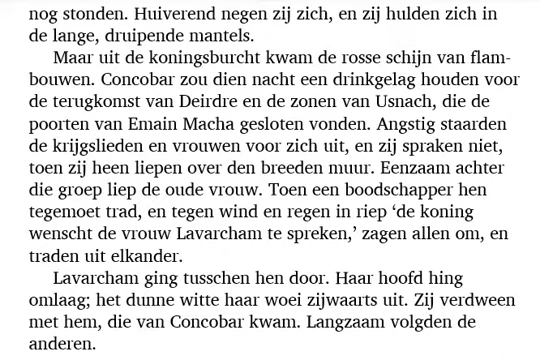 nog stonden. Huiverend negen zij zich, en zij hulden zich in
de lange, druipende mantels.
Maar uit de koningsburcht kwam de rosse schijn van flam-
bouwen. Concobar zou dien nacht een drinkgelag houden voor
de terugkomst van Deirdre en de zonen van Usnach, die de
poorten van Emain Macha gesloten vonden. Angstig staarden
de krijgslieden en vrouwen voor zich uit, en zij spraken niet,
toen zij heen liepen over den breeden muur. Eenzaam achter
die groep liep de oude vrouw. Toen een boodschapper hen
tegemoet trad, en tegen wind en regen in riep ‘de koning
wenscht de vrouw Lavarcham te spreken,’ zagen allen om, en
traden uit elkander.
Lavarcham ging tusschen hen door. Haar hoofd hing
omlaag; het dunne witte haar woei zijwaarts uit. Zij verdween
met hem, die van Concobar kwam. Langzaam volgden de
anderen.